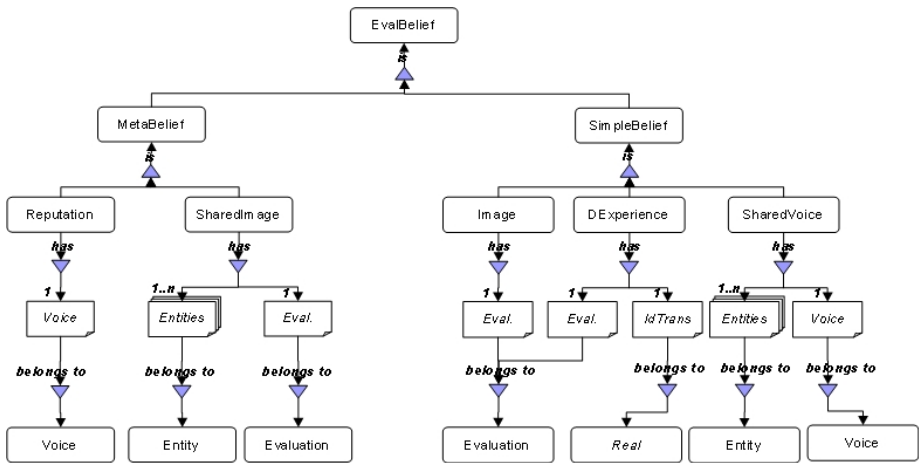 EvalBelief
is
MetaBelief
SimpleBelief
is
is
Reputation
SharedImage
Image
DExperience
SharedVoice
has
has
has
has
has
1
1..n
1
1
1
1
1..n
1
Voice
Entities
Eval.
Eval.
Eval.
IdTrans
Entities
Voice
belongs to
belongs to
belongs to
belongs to
belongs to
belongs to
belongs to
Voice
Entity
Evaluation
Evaluation
Real
Entity
Voice